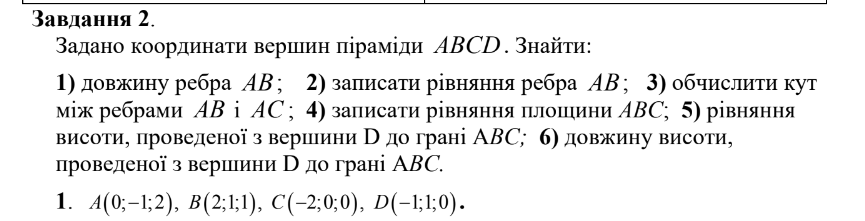 Завдання 2.
Задано координати вершин піраміди ABCD. Знайти:
1) довжину ребра AB; 2) записати рівняння ребра AB; 3) обчислити кут
між ребрами AB і AC; 4) записати рівняння площини ABC; 5) рівняння
висоти, проведеної з вершини D до грані ABC; 6) довжину висоти,
проведеної з вершини D до грані ABC.
1. A(0;−1;2), B(2;1;1), C(−2;0;0), D(−1;1;0).